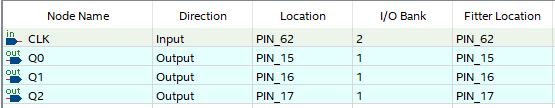 Node Name Direction Location I/O Bank Fitter Location
in CLK Input PIN_62 2 PIN_62
out Q0 Output PIN_15 1 PIN_15
out Q1 Output PIN_16 1 PIN_16
out Q2 Output PIN_17 1 PIN_17